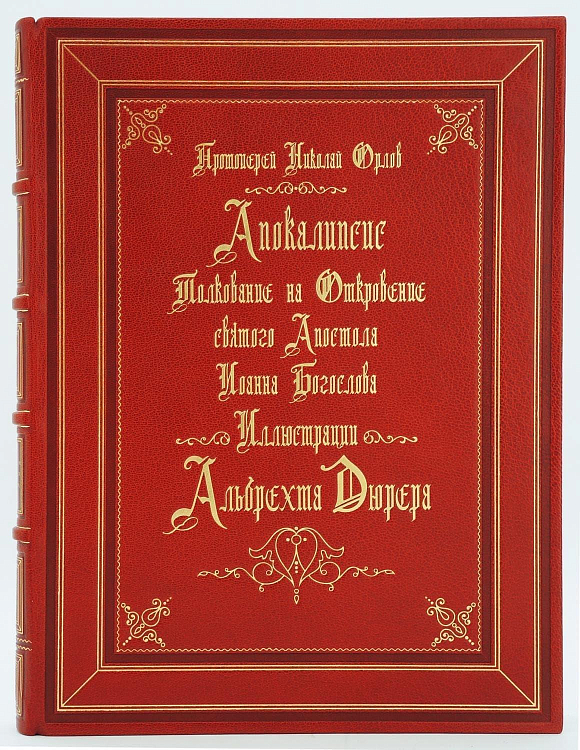 Протоиерей Николай Орлов
Апокалипсис
Толкование на Откровение
святого Апостола
Иоанна Богослова
Иллюстрации
Альбрехта Дюрера